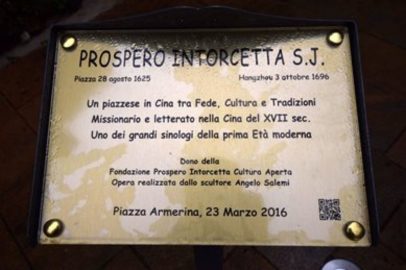 PROSPERO INTORCETTA S.J.
Piazza 28 agosto 1625 Hangzhou 3 ottobre 1696
Un piazzese in Cina tra Fede, Cultura e Tradizioni
Missionario e letterato nella Cina del XVII sec.
Uno dei grandi sinologi della prima Età moderna
Dono della
Fondazione Prospero Intorcetta Cultura Aperta
Opera realizzata dallo scultore Angelo Salemi
Piazza Armerina, 23 Marzo 2016